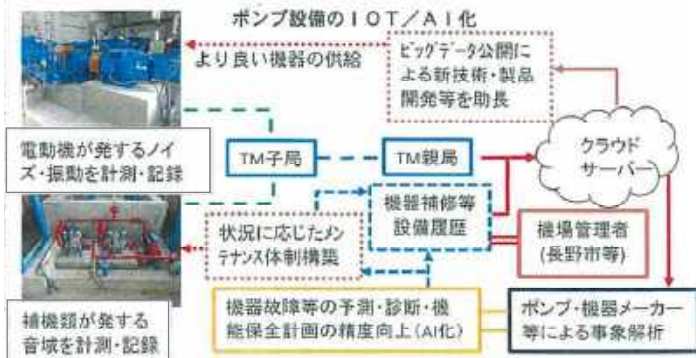 ポンプ設備のIOT／AI化
より良い機器の供給
ビッグデータ公開に
よる新技術・製品
開発等を助長
電動機が発するノイ
ズ・振動を計測・記録
TM子局
TM親局
クラウド
サーバー
機器補修等
設備履歴
状況に応じたメン
テナンス体制構築
機場管理者
(長野市等)
補機類が発する
音域を計測・記録
機器故障等の予測・診断・機
能保全計画の精度向上(AI化)
ポンプ・機器メーカー
等による事象解析